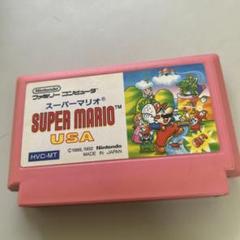 Nintendo
ファミリー コンピュータ
スーパーマリオ®
SUPER MARIO™
USA
HVC-MT
©1988, 1992 Nintendo
MADE IN JAPAN